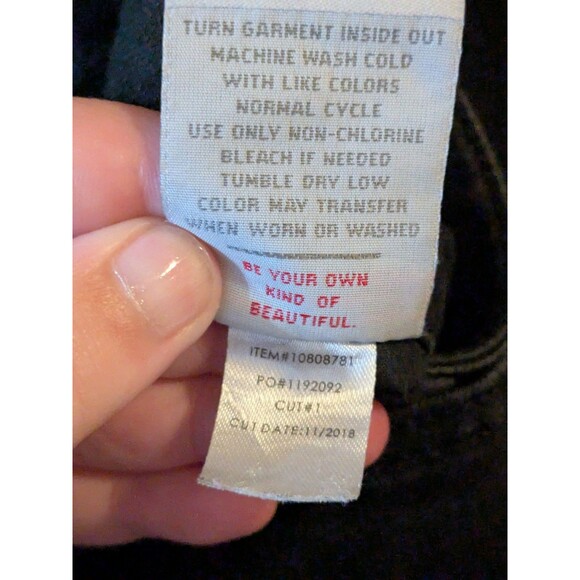 TURN GARMENT INSIDE OUT
MACHINE WASH COLD
WITH LIKE COLORS
NORMAL CYCLE
USE ONLY NON-CHLORINE
BLEACH IF NEEDED
TUMBLE DRY LOW
COLOR MAY TRANSFER
WHEN WORN OR WASHED
BE YOUR OWN
KIND OF
BEAUTIFUL.
ITEM#10808781
PO#1192092
CUT#1
CUT DATE:11/2018